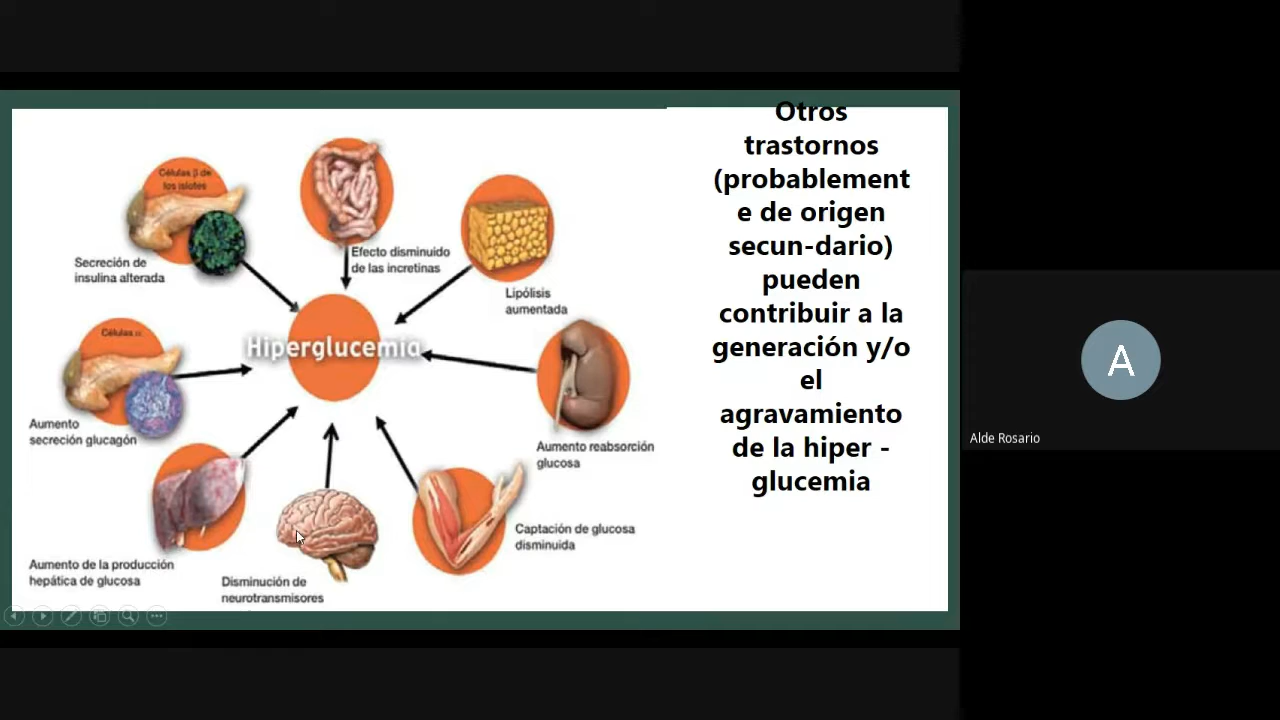 Células β de
los islotes
Secreción de
insulina alterada
Efecto disminuido
de las incretinas
Lipólisis
aumentada
Hiperglucemia
Células α
Aumento
secreción glucagón
Aumento reabsorción
glucosa
Aumento de la producción
hepática de glucosa
Disminución de
neurotransmisores
Captación de glucosa
disminuida
Otros
trastornos
(probablement
e de origen
secun-dario)
pueden
contribuir a la
generación y/o
el
agravamiento
de la hiper -
glucemia
A
Alde Rosario